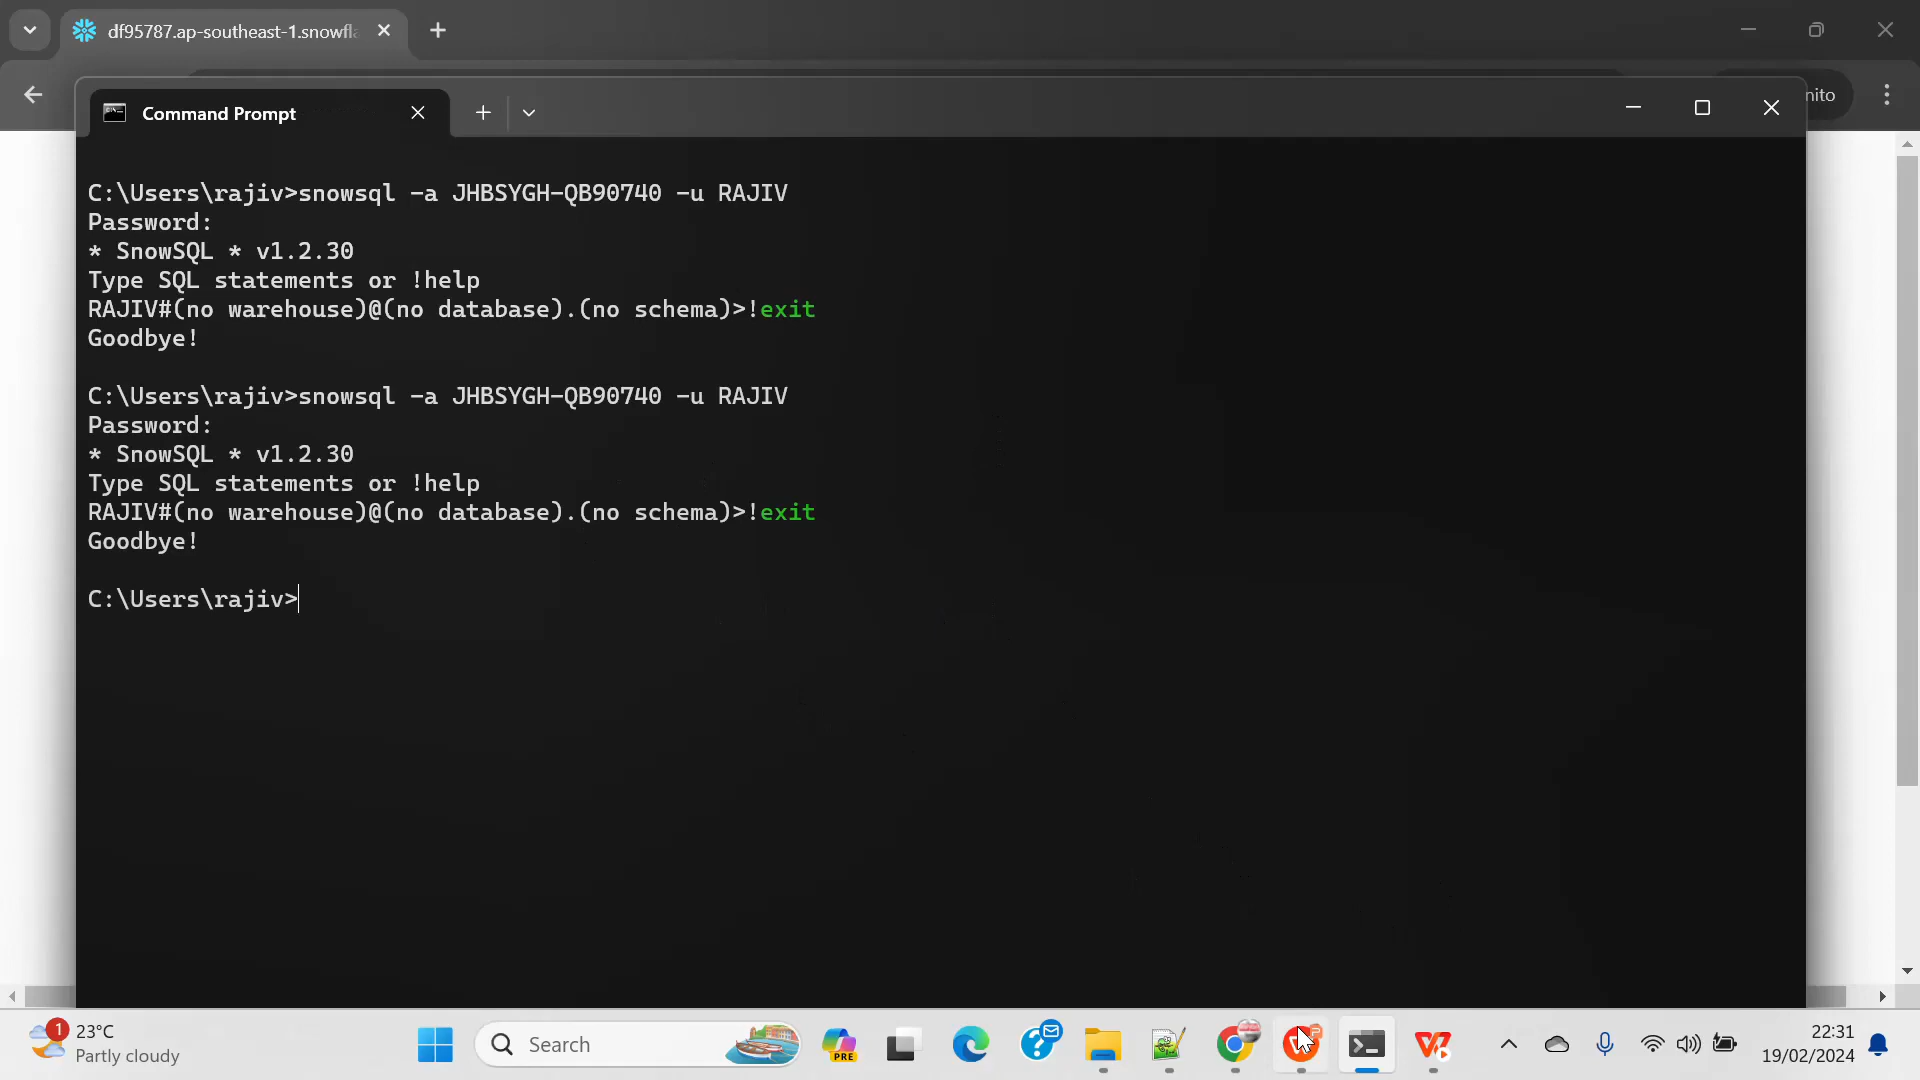 df95787.ap-southeast-1.snowfl
nito
Command Prompt
C:\Users\rajiv>snowsql -a JHBSYGH-QB90740 -u RAJIV
Password:
* SnowSQL * v1.2.30
Type SQL statements or !help
RAJIV#(no warehouse)@(no database).(no schema)>!exit
Goodbye!
C:\Users\rajiv>snowsql -a JHBSYGH-QB90740 -u RAJIV
Password:
* SnowSQL * v1.2.30
Type SQL statements or !help
RAJIV#(no warehouse)@(no database).(no schema)>!exit
Goodbye!
C:\Users\rajiv>
1
23°C
Partly cloudy
Search
PRE
22:31
19/02/2024